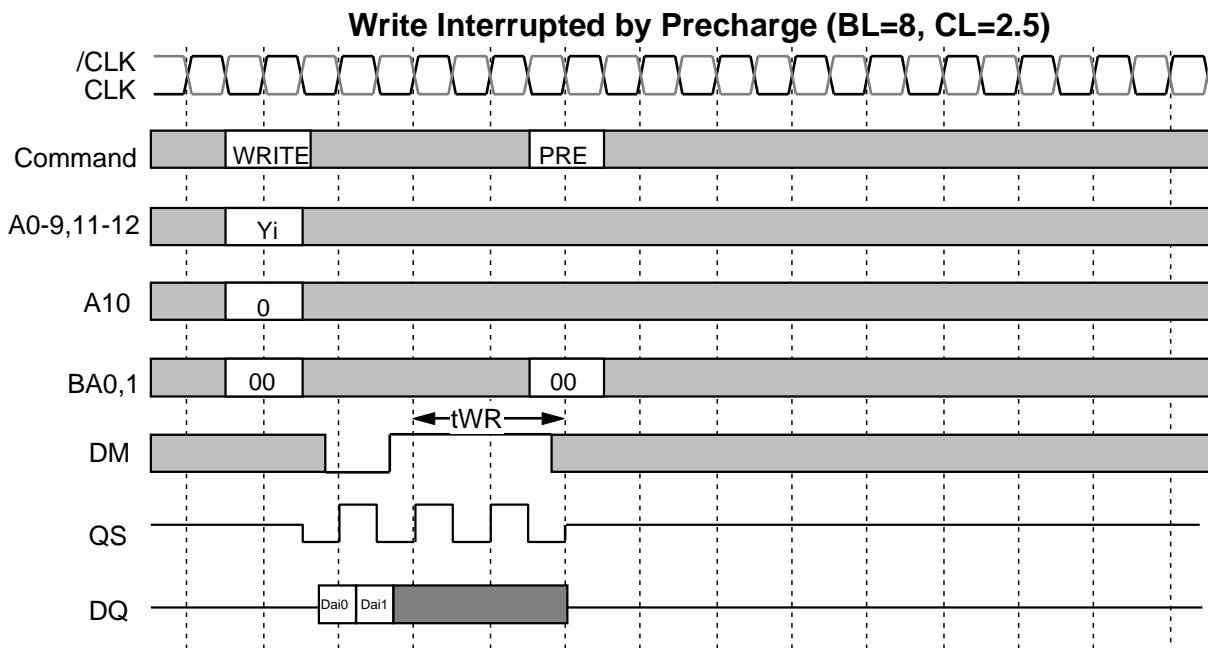 Write Interrupted by Precharge (BL=8, CL=2.5)
/CLK
CLK
Command WRITE PRE
A0-9,11-12 Yi
A10 0
BA0,1 00 00
tWR
DM
QS
DQ Dai0 Dai1